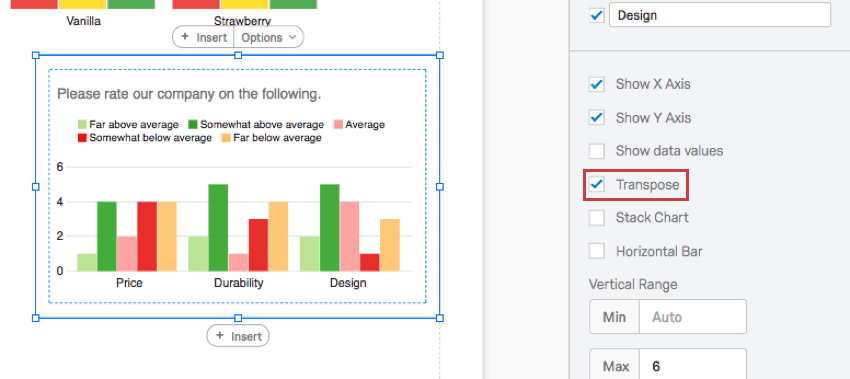 Vanilla
Strawberry
+ Insert Options
Please rate our company on the following.
Far above average Somewhat above average Average
Somewhat below average Far below average
6
4
2
0
Price Durability Design
+ Insert
Design
Show X Axis
Show Y Axis
Show data values
Transpose
Stack Chart
Horizontal Bar
Vertical Range
Min Auto
Max 6